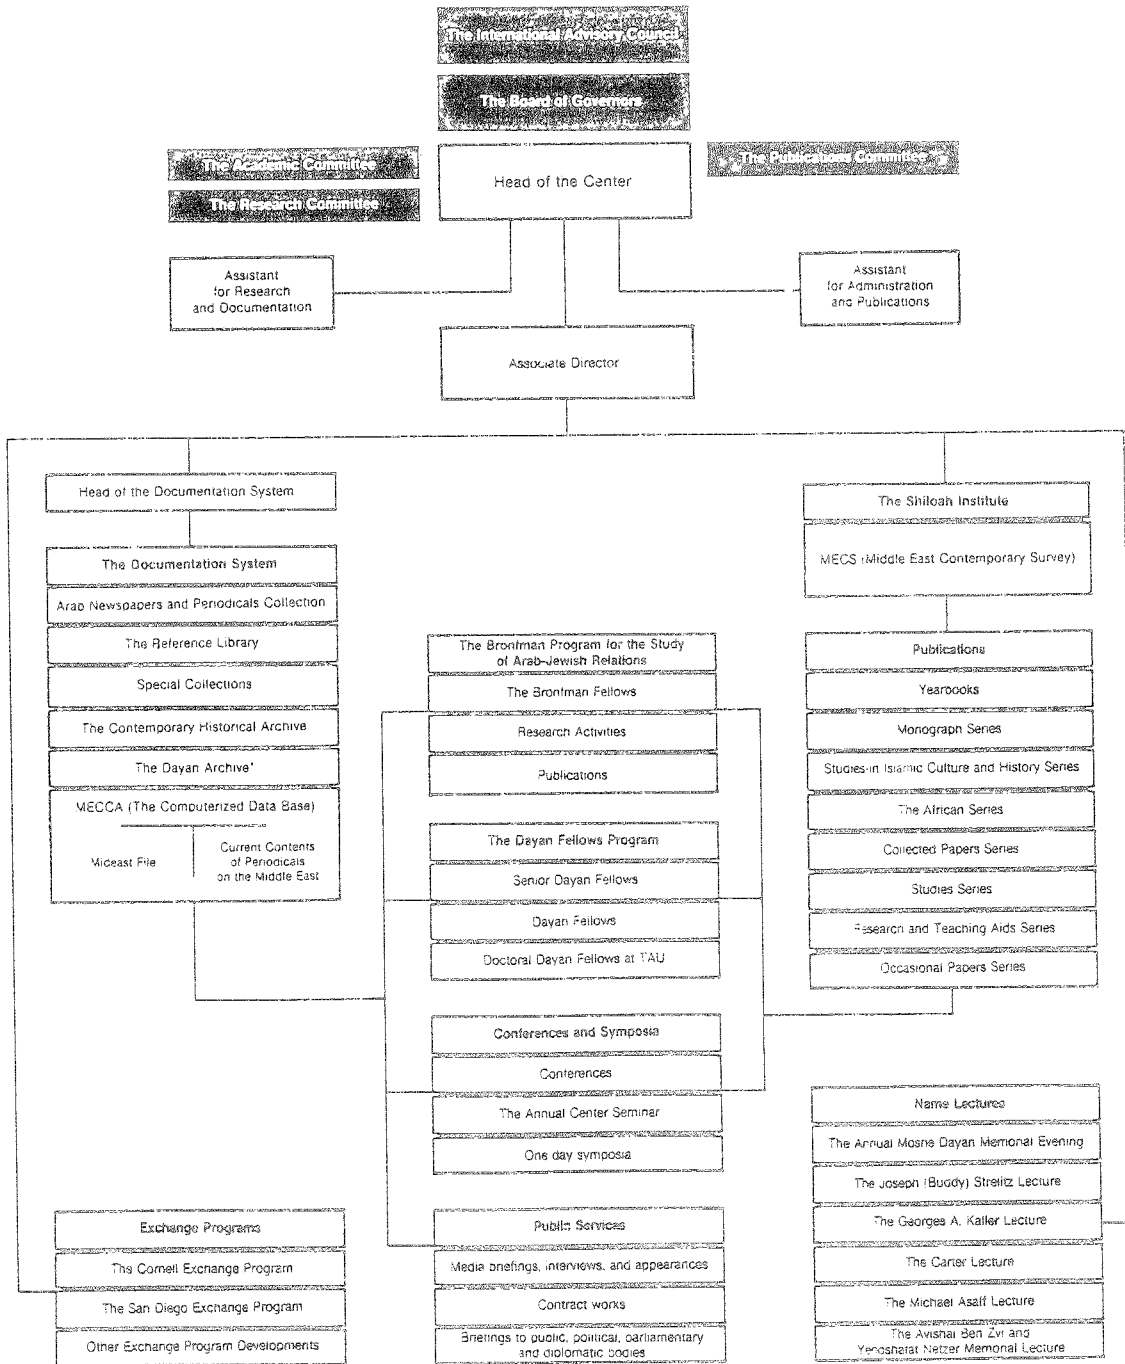 The International Advisory Council
The Board of Governors
The Academic Committee
The Research Committee
Head of the Center
The Publications Committee
Assistant
for Research
and Documentation
Assistant
for Administration
and Publications
Associate Director
Head of the Documentation System
The Documentation System
Arab Newspapers and Periodicals Collection
The Reference Library
Special Collections
The Contemporary Historical Archive
The Dayan Archive*
MECCA (The Computerized Data Base)
Mideast File
Current Contents
of Periodicals
on the Middle East
The Bronfman Program for the Study
of Arab-Jewish Relations
The Bronfman Fellows
Research Activities
Publications
The Dayan Fellows Program
Senior Dayan Fellows
Dayan Fellows
Doctoral Dayan Fellows at TAU
Conferences and Symposia
Conferences
The Annual Center Seminar
One day symposia
Public Services
Media briefings, interviews, and appearances
Contract works
Briefings to public, political, parliamentary
and diplomatic bodies
The Shiloah Institute
MECS (Middle East Contemporary Survey)
Publications
Yearbooks
Monograph Series
Studies in Islamic Culture and History Series
The African Series
Collected Papers Series
Studies Series
Research and Teaching Aids Series
Occasional Papers Series
Name Lectures
The Annual Moshe Dayan Memorial Evening
The Joseph (Buddy) Strelitz Lecture
The Georges A. Kaller Lecture
The Carter Lecture
The Michael Asaff Lecture
The Avishai Ben Zvi and
Yehosharat Netzer Memorial Lecture
Exchange Programs
The Cornell Exchange Program
The San Diego Exchange Program
Other Exchange Program Developments